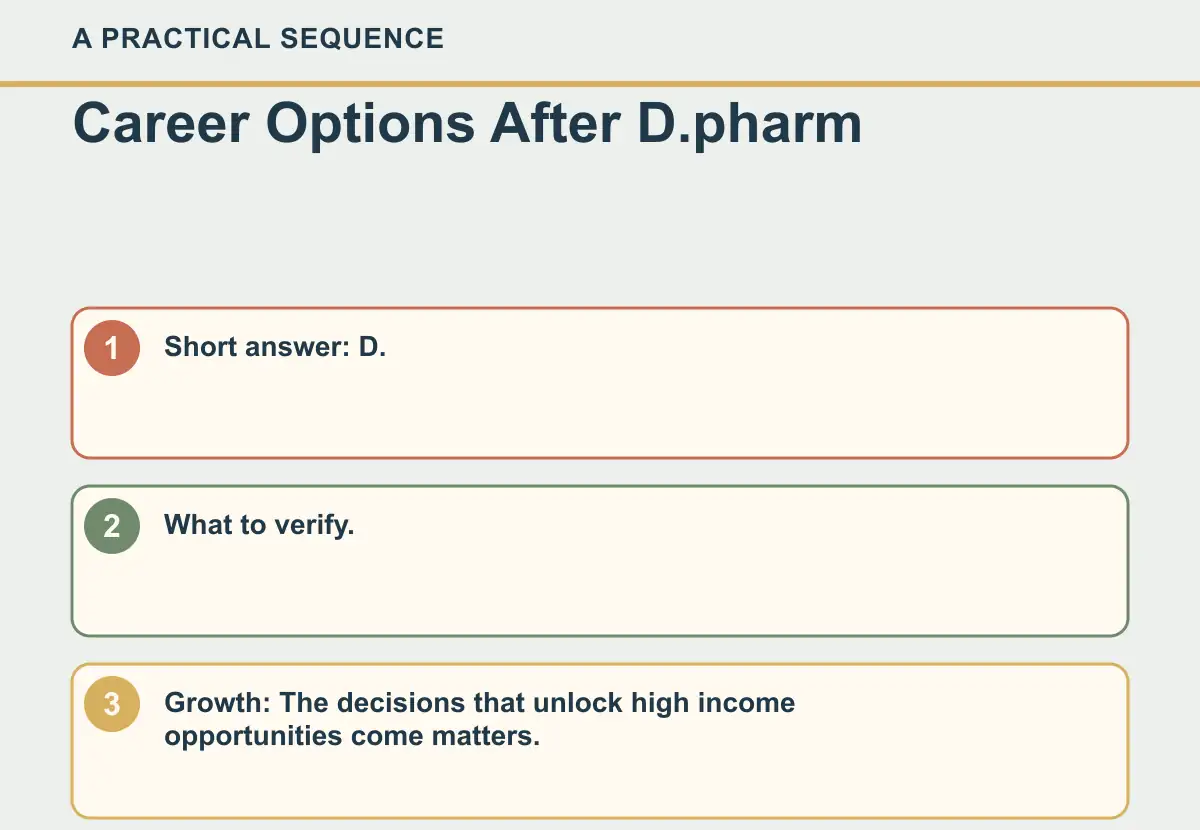 A PRACTICAL SEQUENCE
Career Options After D.pharm
1
Short answer: D.
2
What to verify.
3
Growth: The decisions that unlock high income
opportunities come matters.